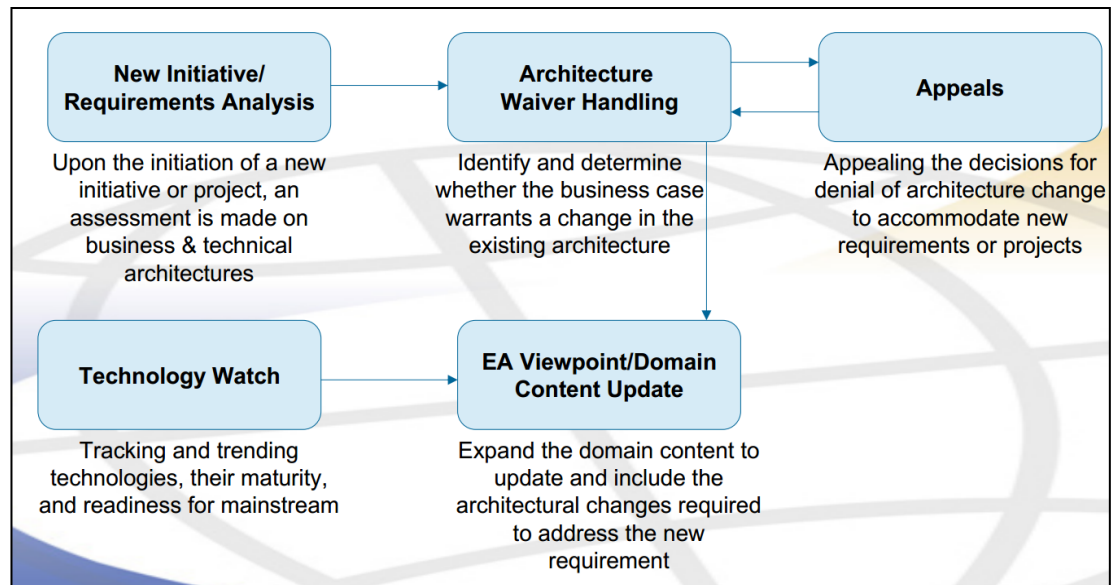 New Initiative/
Requirements Analysis
Upon the initiation of a new
initiative or project, an
assessment is made on
business & technical
architectures
Architecture
Waiver Handling
Identify and determine
whether the business case
warrants a change in the
existing architecture
Appeals
Appealing the decisions for
denial of architecture change
to accommodate new
requirements or projects
Technology Watch
Tracking and trending
technologies, their maturity,
and readiness for mainstream
EA Viewpoint/Domain
Content Update
Expand the domain content to
update and include the
architectural changes required
to address the new
requirement